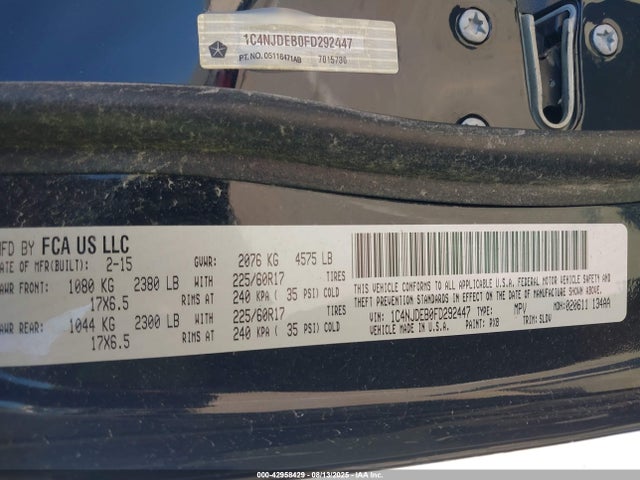 1C4NJDEB0FD292447
PT. NO. 05116471AB 7015730
MFD BY FCA US LLC
DATE OF MFR(BUILT): 2-15 GVWR: 2076 KG 4575 LB
GAWR FRONT: 1080 KG 2380 LB WITH 225/60R17 TIRES
17X6.5 RIMS AT 240 KPA ( 35 PSI) COLD
GAWR REAR: 1044 KG 2300 LB WITH 225/60R17 TIRES
17X6.5 RIMS AT 240 KPA ( 35 PSI) COLD
THIS VEHICLE CONFORMS TO ALL APPLICABLE U.S.A. FEDERAL MOTOR VEHICLE SAFETY AND
THEFT PREVENTION STANDARDS IN EFFECT ON THE DATE OF MANUFACTURE SHOWN ABOVE.
VIN: 1C4NJDEB0FD292447 TYPE: MPV MDH: 020611 134AA
VEHICLE MADE IN U.S.A. PAINT: PXB TRIM: SLDV
000-42958429 - 08/13/2025 - IAA Inc.